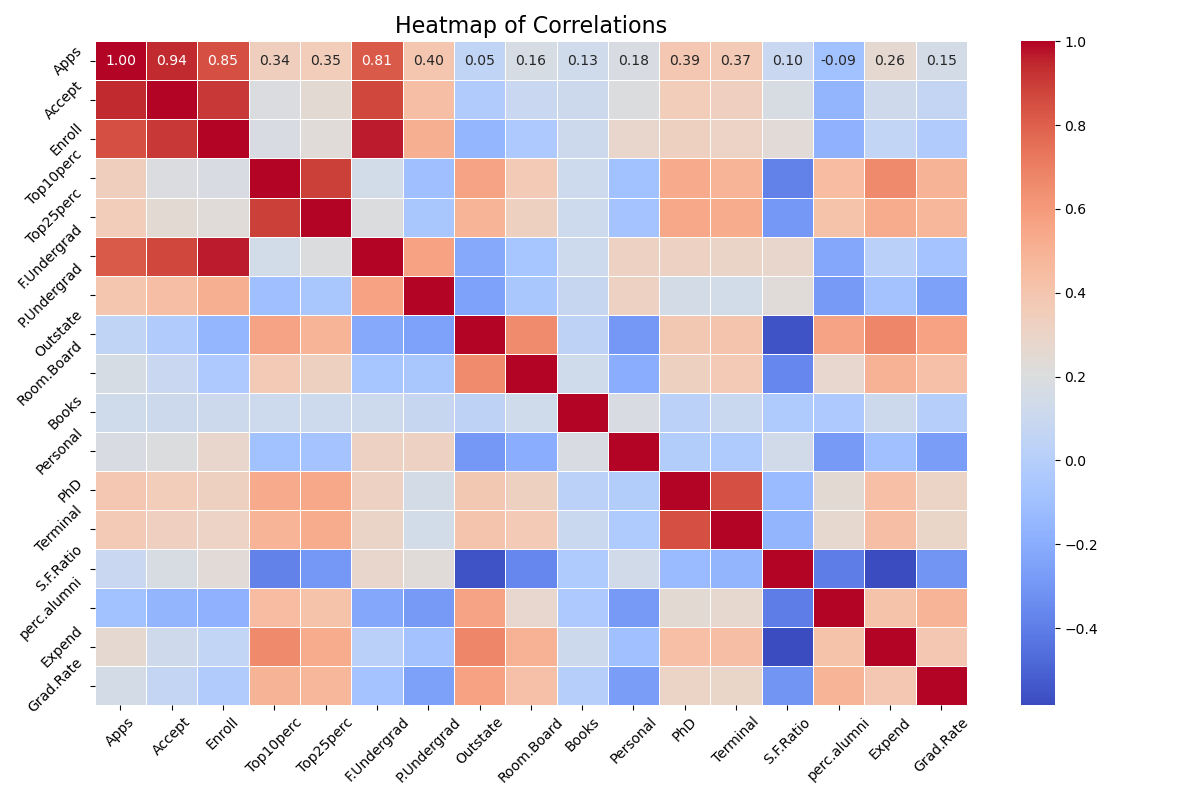 Heatmap of Correlations
Apps 1.00 0.94 0.85 0.34 0.35 0.81 0.40 0.05 0.16 0.13 0.18 0.39 0.37 0.10 -0.09 0.26 0.15
Accept
Enroll
Top10perc
Top25perc
F.Undergrad
P.Undergrad
Outstate
Room.Board
Books
Personal
PhD
Terminal
S.F.Ratio
perc.alumni
Expend
Grad.Rate
Apps Accept Enroll Top10perc Top25perc F.Undergrad P.Undergrad Outstate Room.Board Books Personal PhD Terminal S.F.Ratio perc.alumni Expend Grad.Rate
1.0
0.8
0.6
0.4
0.2
0.0
−0.2
−0.4